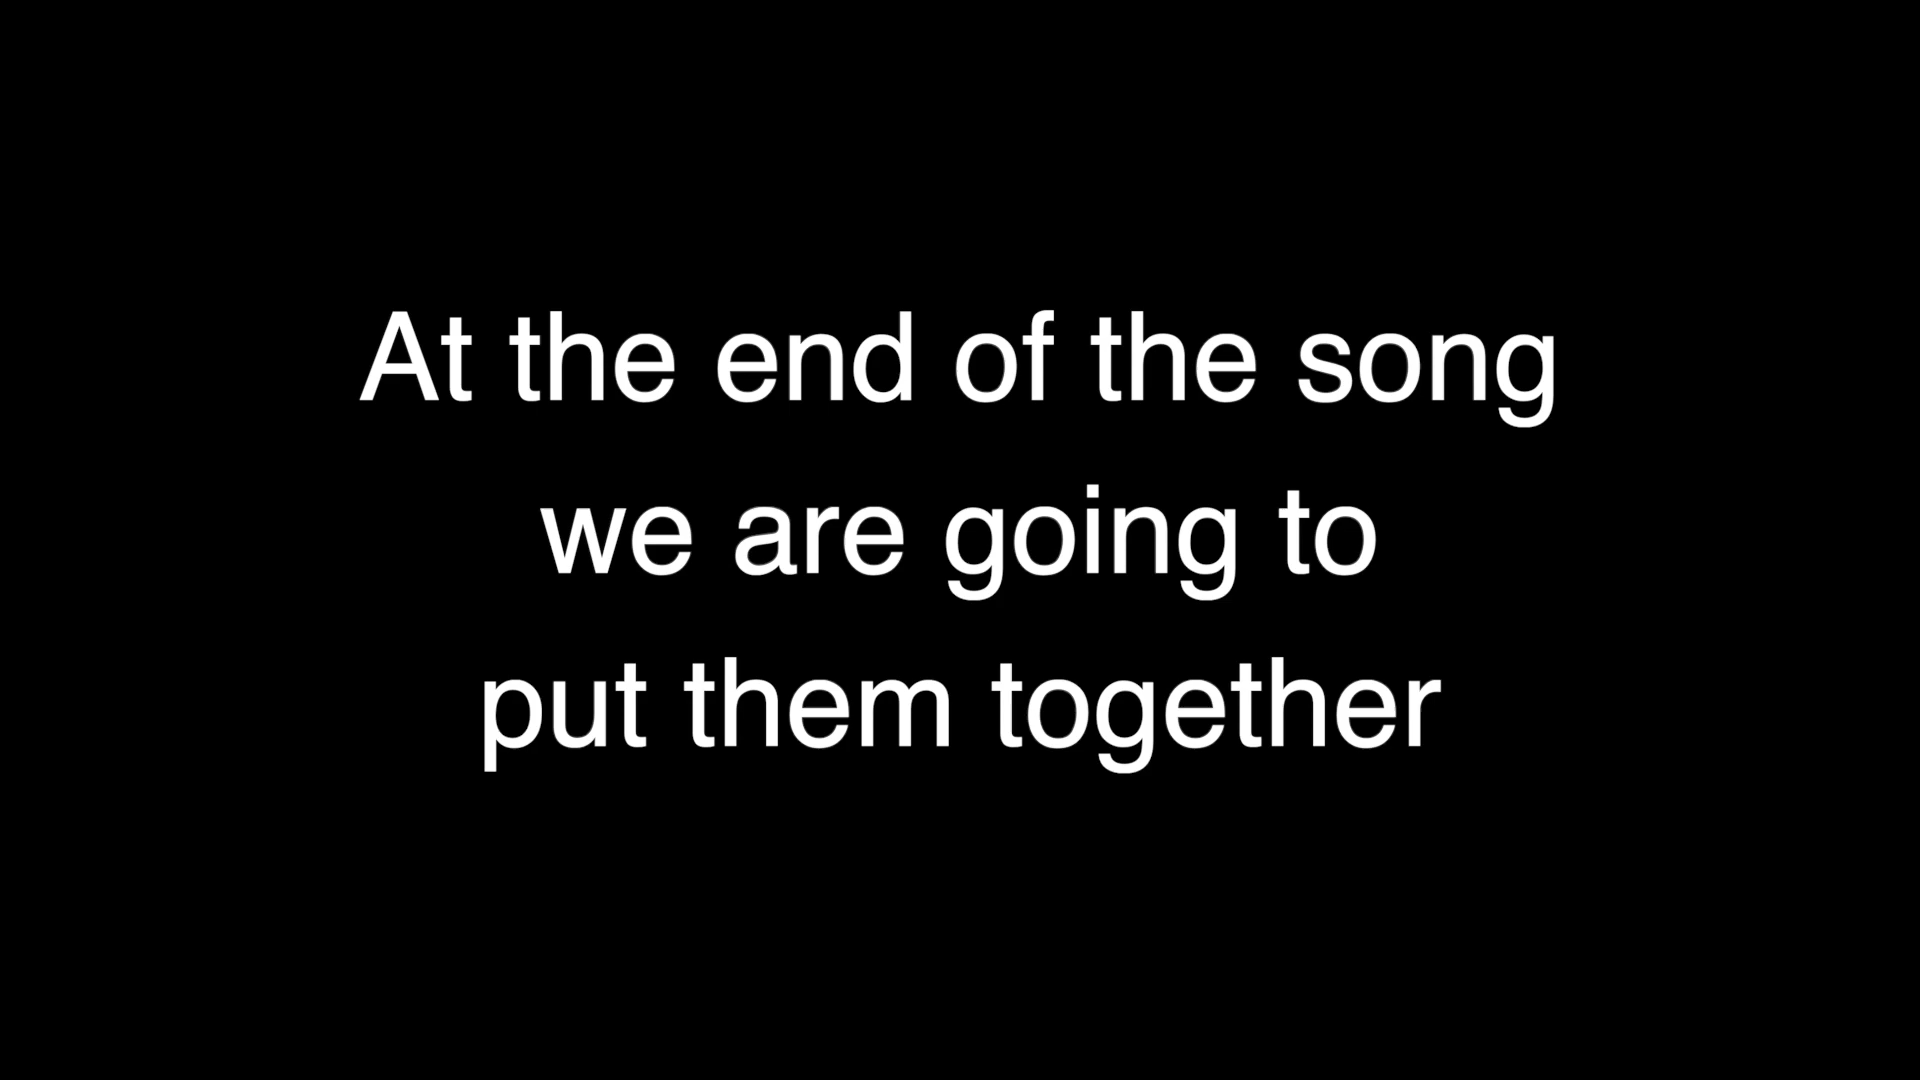 At the end of the song
we are going to
put them together